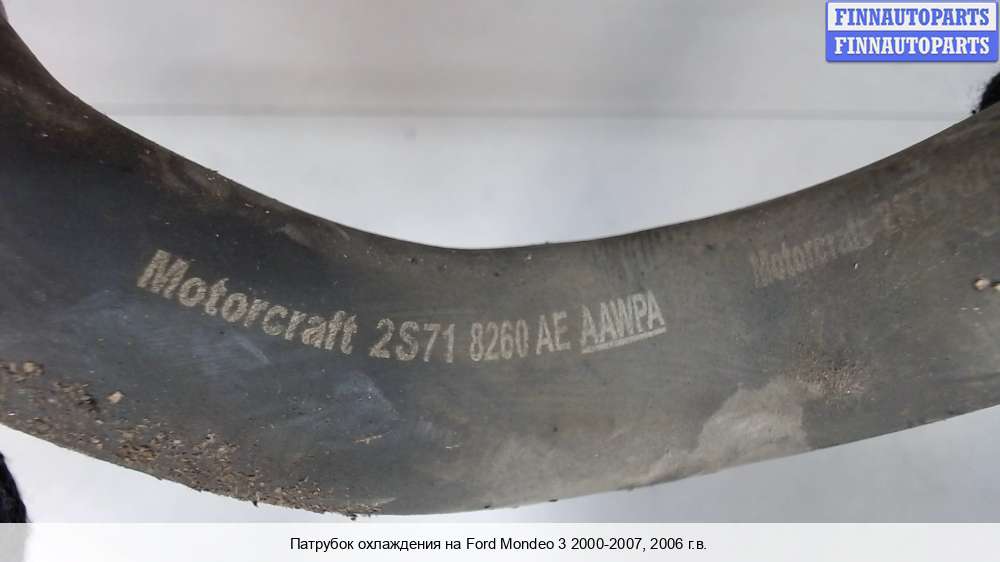 FINNAUTOPARTS
FINNAUTOPARTS
Motorcraft 2S71 8260 AE AAWPA
Motorcraft
Патрубок охлаждения на Ford Mondeo 3 2000-2007, 2006 г.в.